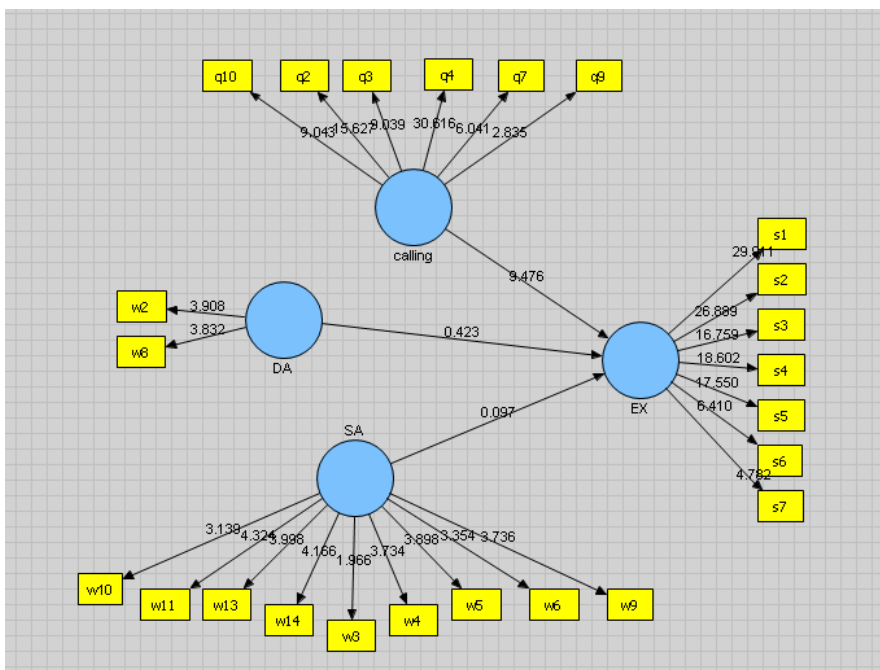 q10 q2 q3 q4 q7 q9
9.043 15.627 9.039 30.616 6.041 2.835
calling
9.476
s1
29.911
s2
26.889
s3
16.759
s4
18.602
s5
17.550
s6
6.410
s7
4.782
EX
w2
3.908
w8
3.832
DA
0.423
0.097
SA
3.139 4.324 3.998 4.166 1.966 3.734 3.898 3.354 3.736
w10 w11 w13 w14 w3 w4 w5 w6 w9